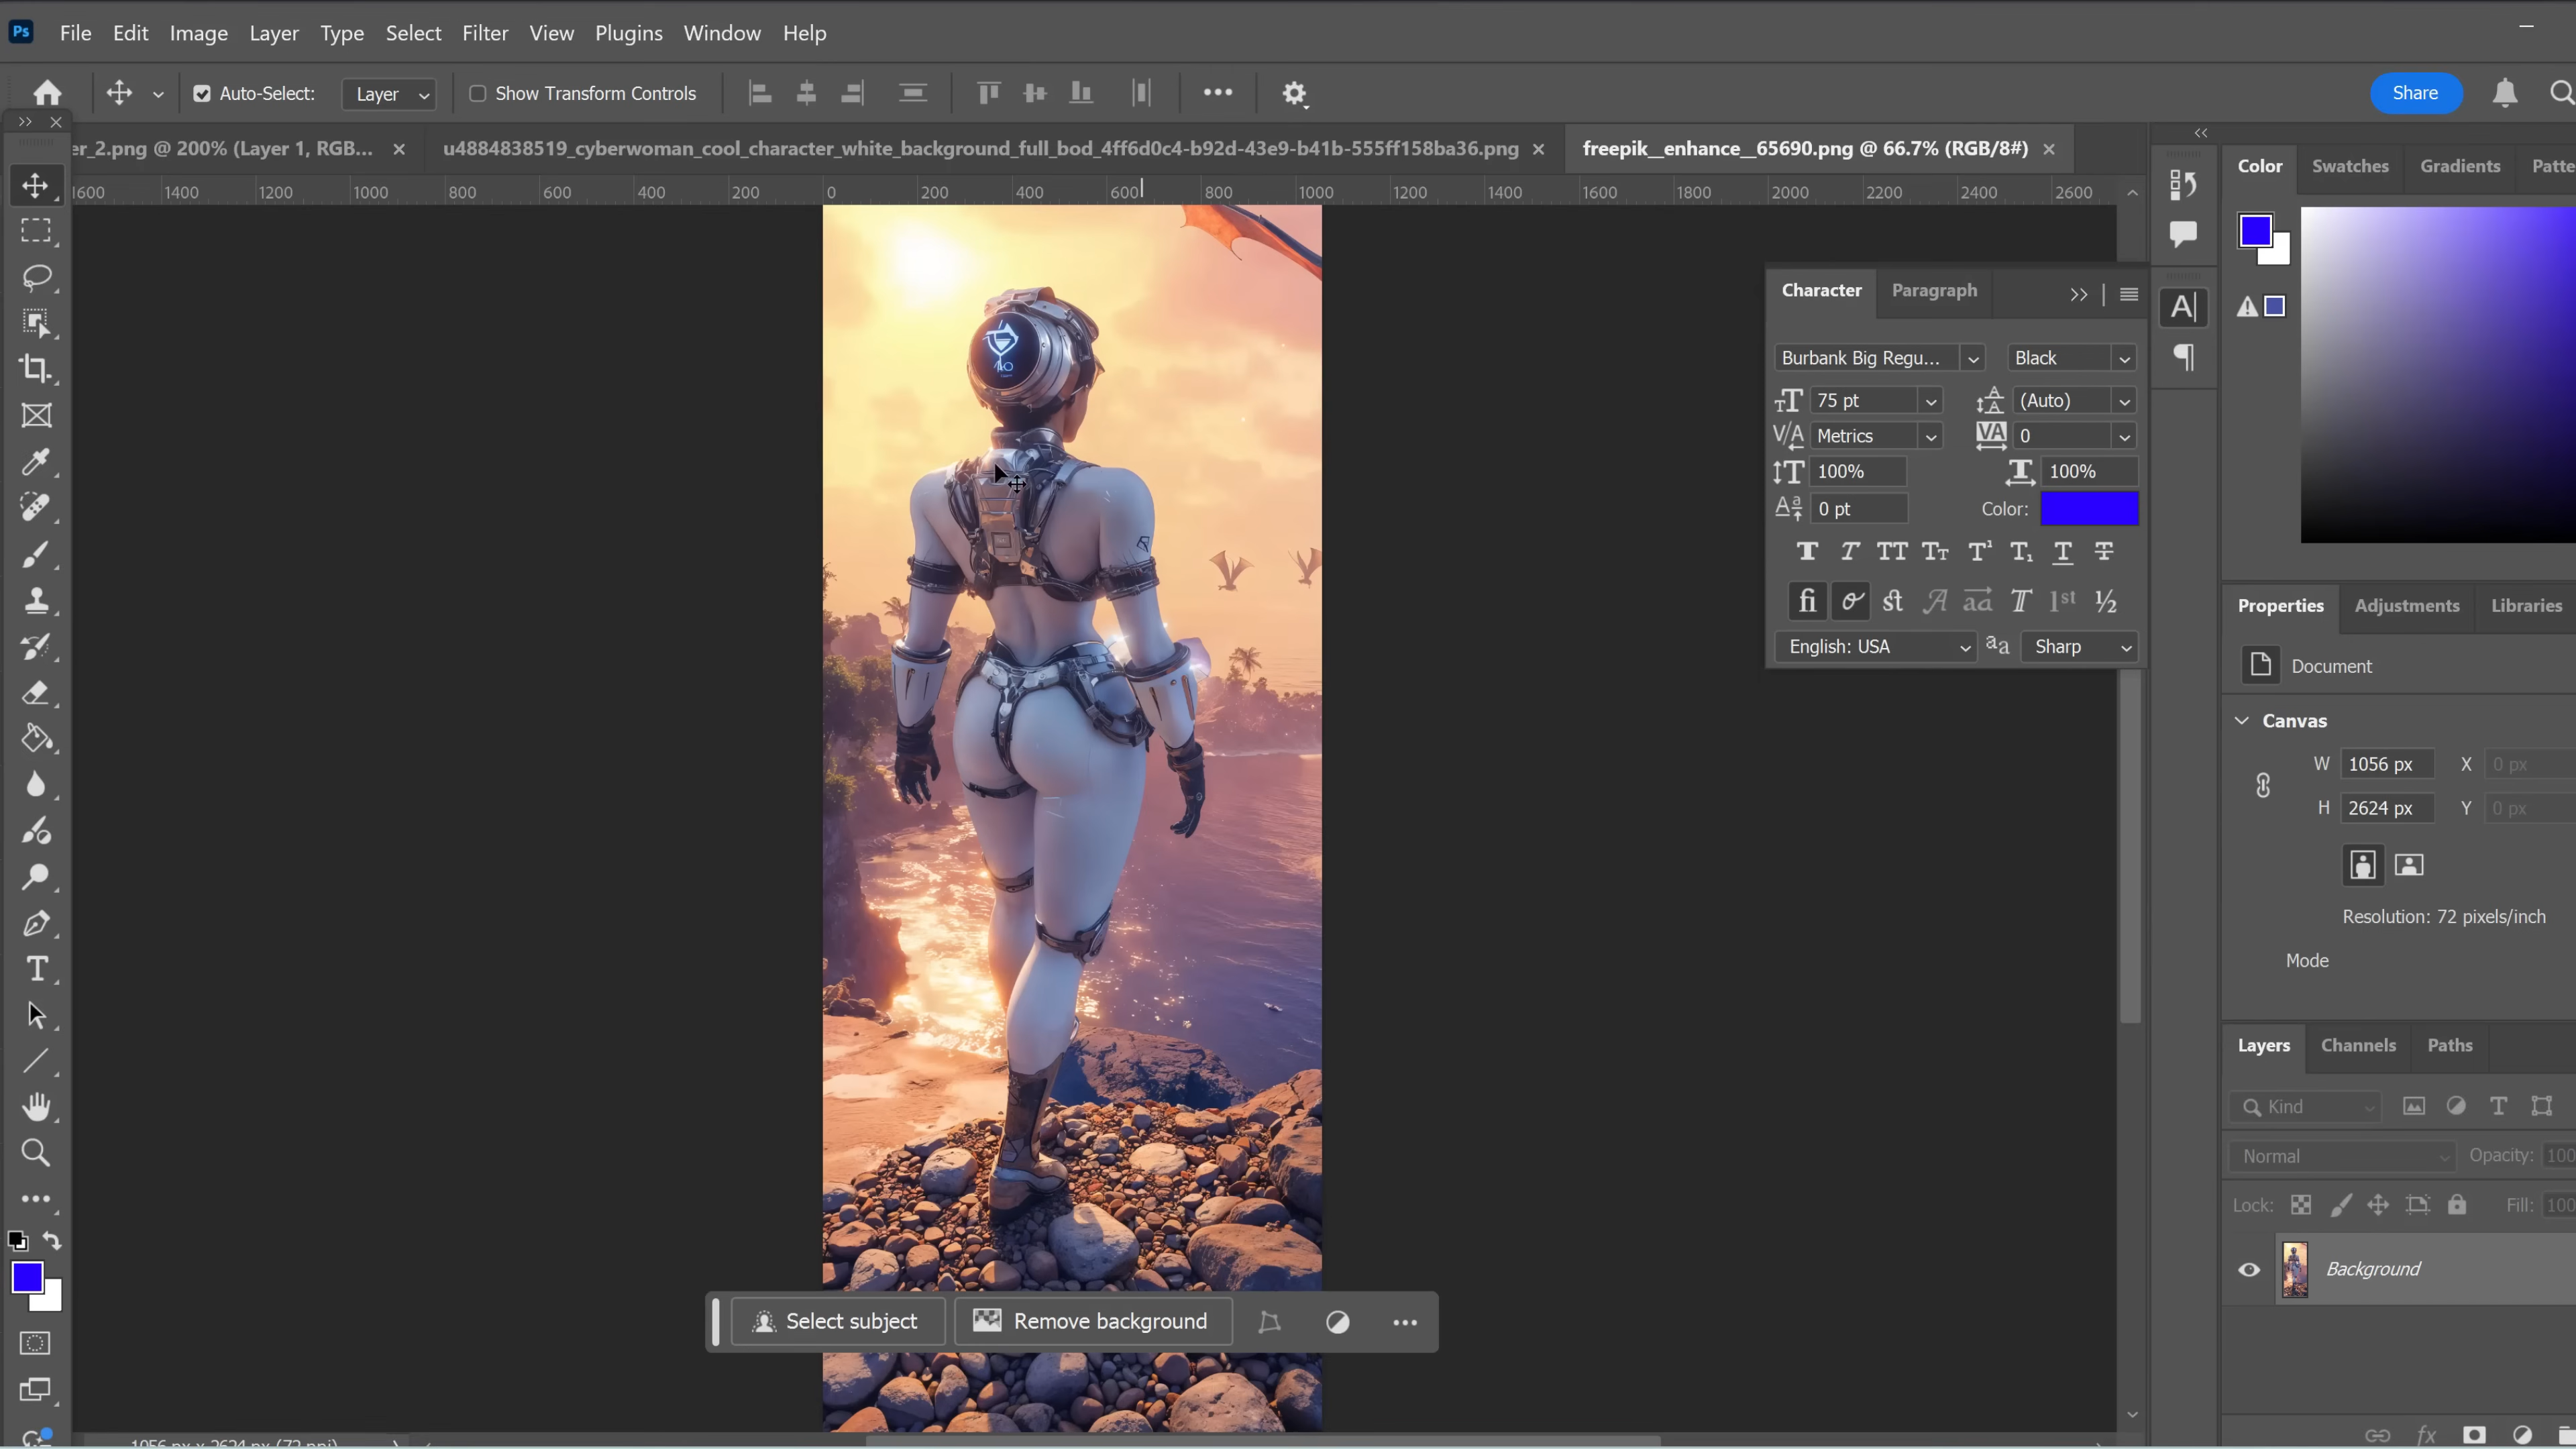 Ps File Edit Image Layer Type Select Filter View Plugins Window Help
Auto-Select: Layer Show Transform Controls Share
er_2.png @ 200% (Layer 1, RGB... × u4884838519_cyberwoman_cool_character_white_background_full_bod_4ff6d0c4-b92d-43e9-b41b-555ff158ba36.png × freepik__enhance__65690.png @ 66.7% (RGB/8#) ×
1600 1400 1200 1000 800 600 400 200 0 200 400 600 800 1000 1200 1400 1600 1800 2000 2200 2400 2600
Color Swatches Gradients Patte
Character Paragraph
Burbank Big Regu... Black
75 pt (Auto)
Metrics 0
100% 100%
0 pt Color:
English: USA Sharp
Properties Adjustments Libraries
Document
Canvas
W 1056 px X 0 px
H 2624 px Y 0 px
Resolution: 72 pixels/inch
Mode
Layers Channels Paths
Kind
Normal Opacity: 100
Lock: Fill: 100
Background
Select subject Remove background
1056 px x 2624 px (72 ppi)